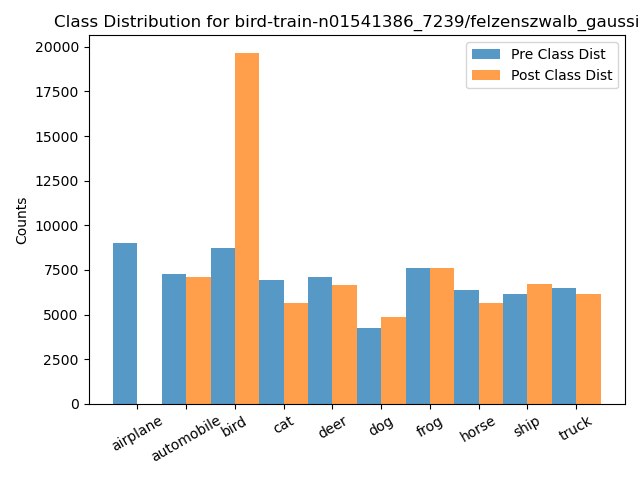 Class Distribution for bird-train-n01541386_7239/felzenszwalb_gaussi
Pre Class Dist
Post Class Dist
Counts
20000
17500
15000
12500
10000
7500
5000
2500
0
airplane
automobile
bird
cat
deer
dog
frog
horse
ship
truck